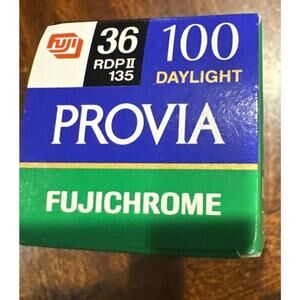 FUJI
36
RDPII
135
100
DAYLIGHT
PROVIA
FUJICHROME